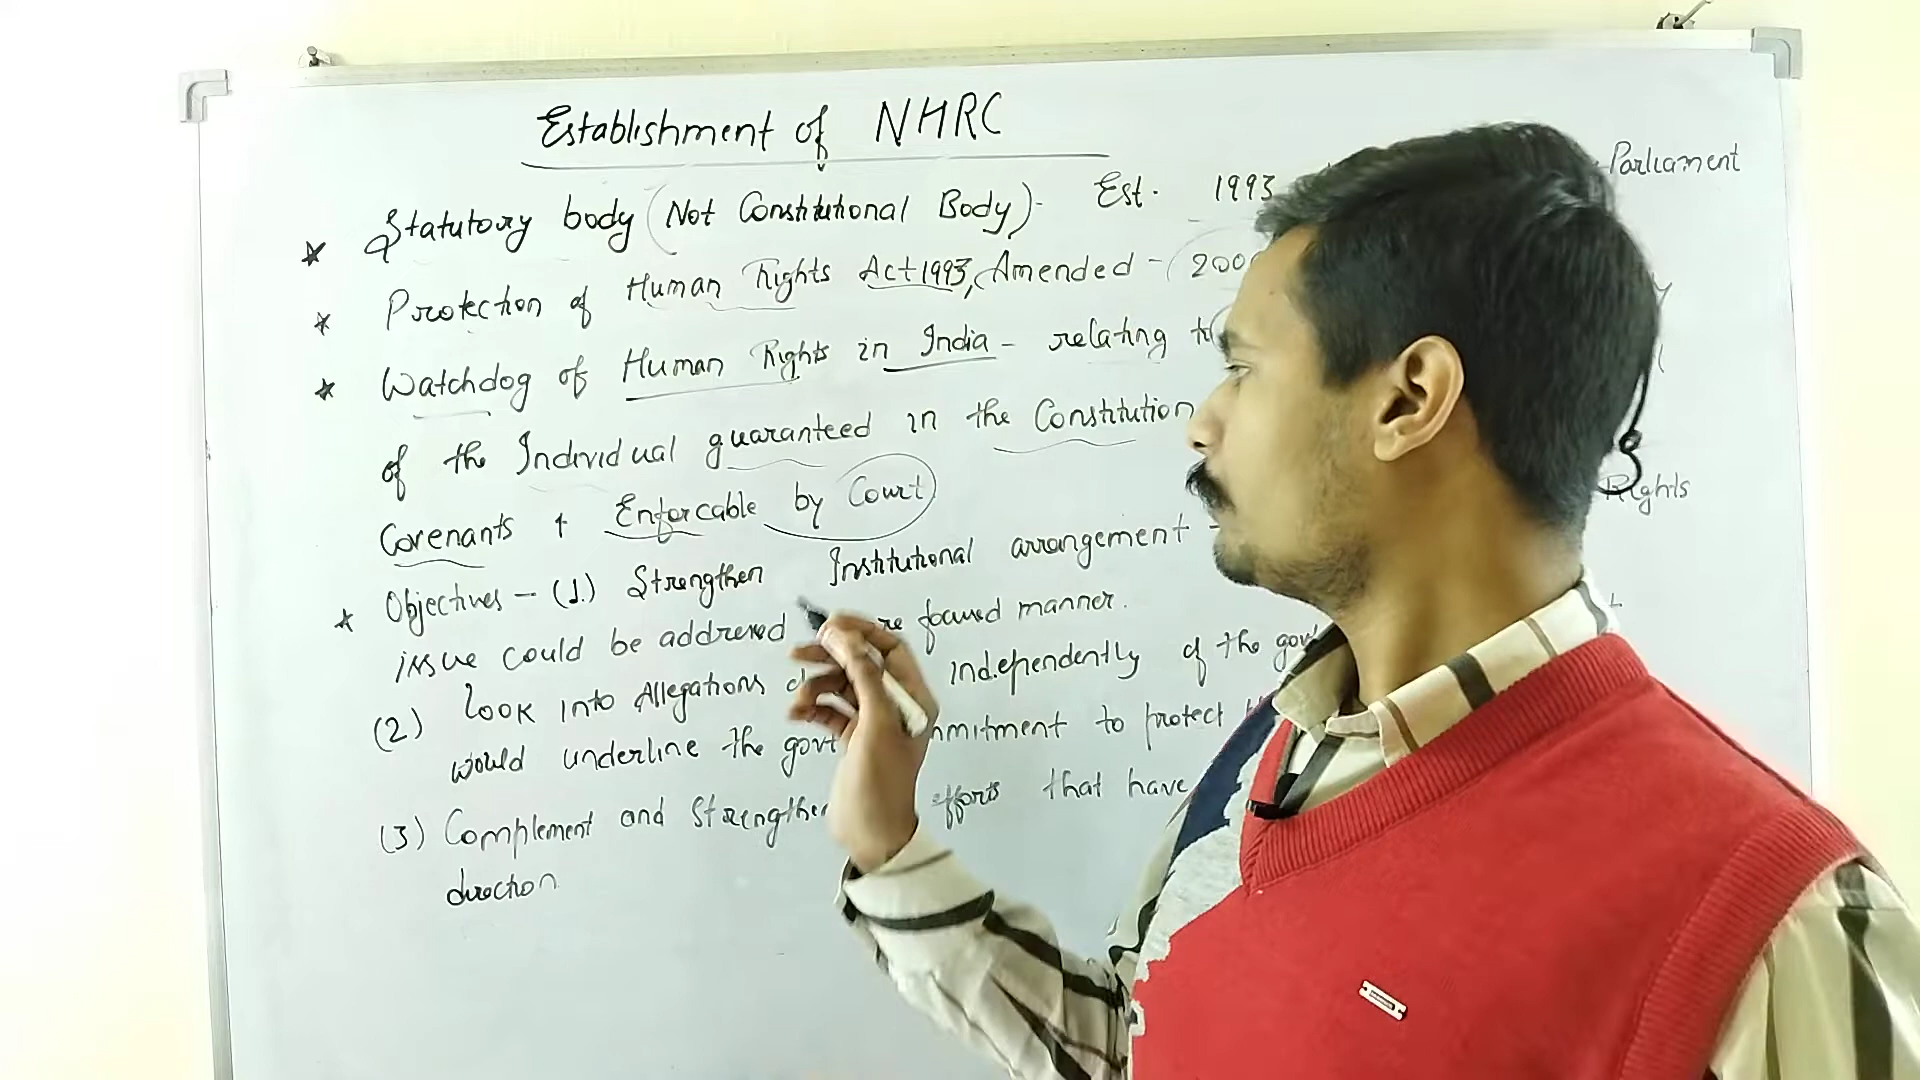 Establishment of NHRC
★ Statutory body (Not Constitutional Body). Est. 1993 Parliament
★ Protection of Human Rights Act 1993, Amended - (200
★ Watchdog of Human Rights in India - relating
of the Individual guaranteed in the Constitution
Covenants + Enforcable by Court Rights
★ Objectives - (1.) Strengthen Institutional arrangement -
issue could be addressed focused manner.
(2) Look into Allegations independently of the gov
would underline the govt to protect
(3) Complement and Strengthen efforts that have
direction